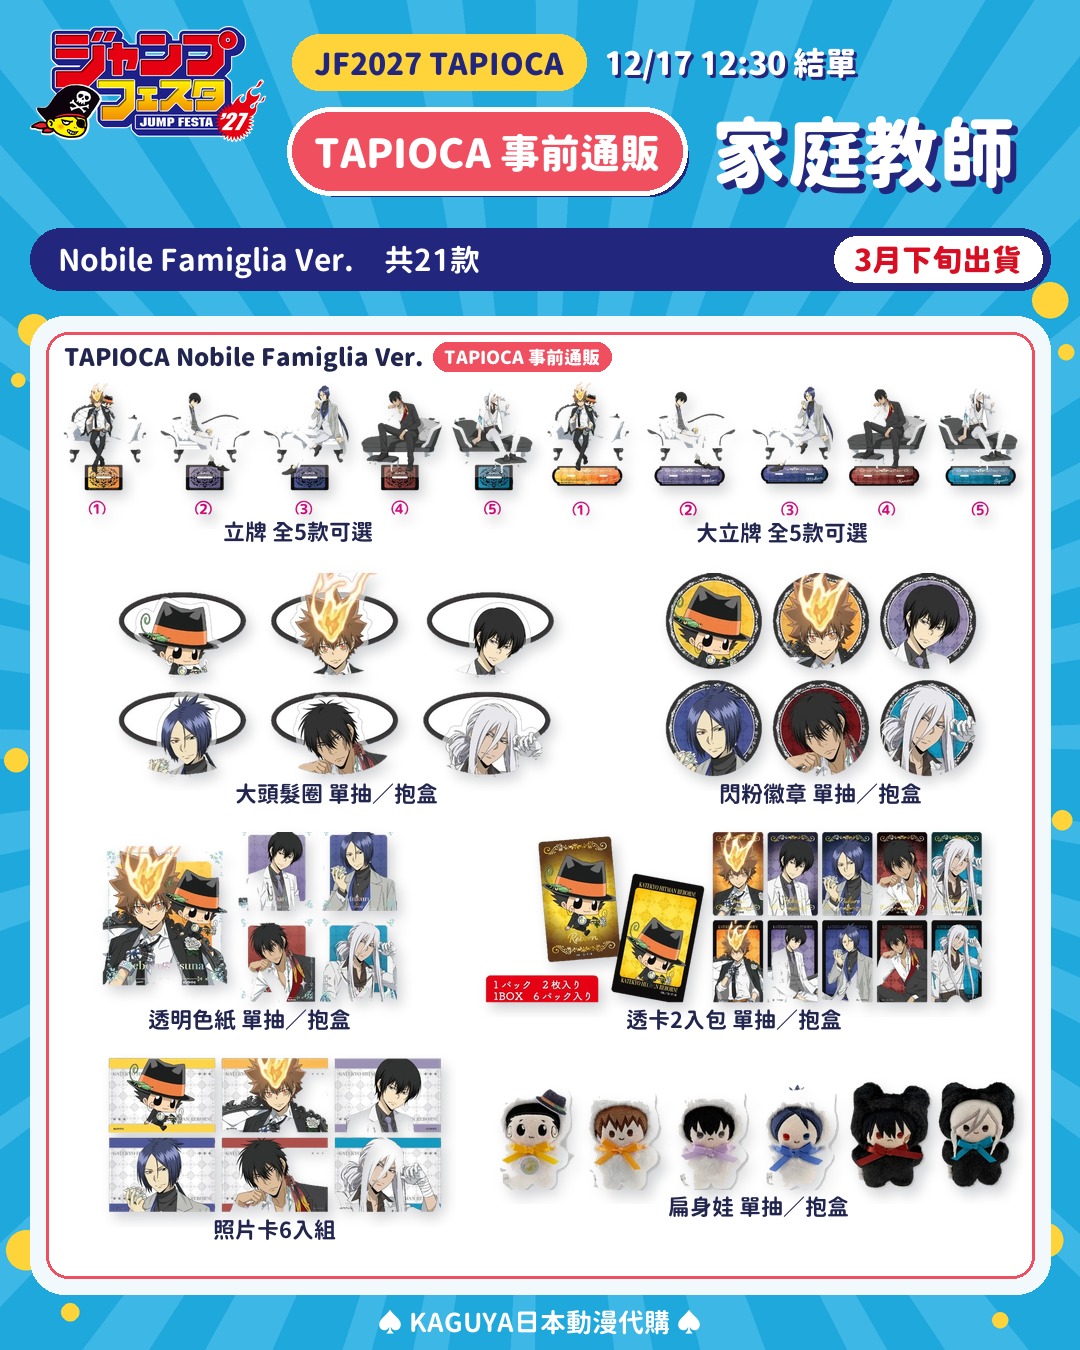 ジャンプ
フェスタ
JUMP FESTA '27
JF2027 TAPIOCA
12/17 12:30 結單
TAPIOCA 事前通販
家庭教師
Nobile Famiglia Ver. 共21款
3月下旬出貨
TAPIOCA Nobile Famiglia Ver. TAPIOCA 事前通販
① ② ③ ④ ⑤ ① ② ③ ④ ⑤
立牌 全5款可選
大立牌 全5款可選
大頭髮圈 單抽／抱盒
閃粉徽章 單抽／抱盒
KATEKYO HITMAN REBORN!
Reborn
1パック 2枚入り
1BOX 6パック入り
透明色紙 單抽／抱盒
透卡2入包 單抽／抱盒
照片卡6入組
扁身娃 單抽／抱盒
♠ KAGUYA日本動漫代購 ♠